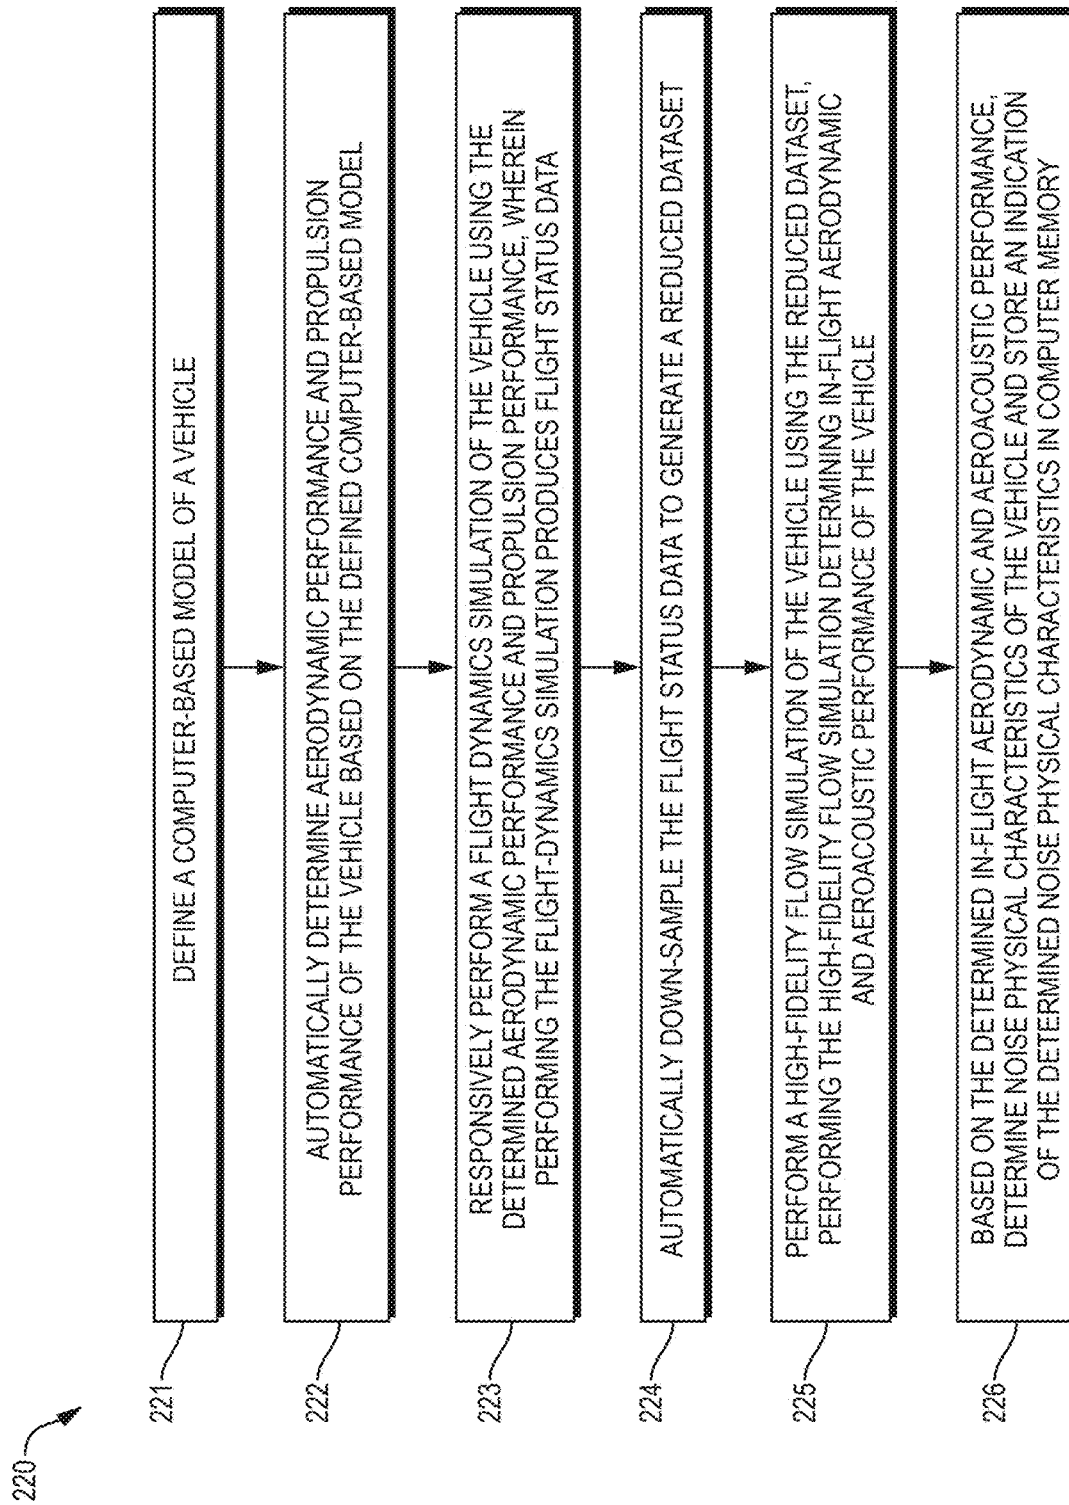 220
221
DEFINE A COMPUTER-BASED MODEL OF A VEHICLE
222
AUTOMATICALLY DETERMINE AERODYNAMIC PERFORMANCE AND PROPULSION
PERFORMANCE OF THE VEHICLE BASED ON THE DEFINED COMPUTER-BASED MODEL
223
RESPONSIVELY PERFORM A FLIGHT DYNAMICS SIMULATION OF THE VEHICLE USING THE
DETERMINED AERODYNAMIC PERFORMANCE AND PROPULSION PERFORMANCE, WHEREIN
PERFORMING THE FLIGHT-DYNAMICS SIMULATION PRODUCES FLIGHT STATUS DATA
224
AUTOMATICALLY DOWN-SAMPLE THE FLIGHT STATUS DATA TO GENERATE A REDUCED DATASET
225
PERFORM A HIGH-FIDELITY FLOW SIMULATION OF THE VEHICLE USING THE REDUCED DATASET,
PERFORMING THE HIGH-FIDELITY FLOW SIMULATION DETERMINING IN-FLIGHT AERODYNAMIC
AND AEROACOUSTIC PERFORMANCE OF THE VEHICLE
226
BASED ON THE DETERMINED IN-FLIGHT AERODYNAMIC AND AEROACOUSTIC PERFORMANCE,
DETERMINE NOISE PHYSICAL CHARACTERISTICS OF THE VEHICLE AND STORE AN INDICATION
OF THE DETERMINED NOISE PHYSICAL CHARACTERISTICS IN COMPUTER MEMORY